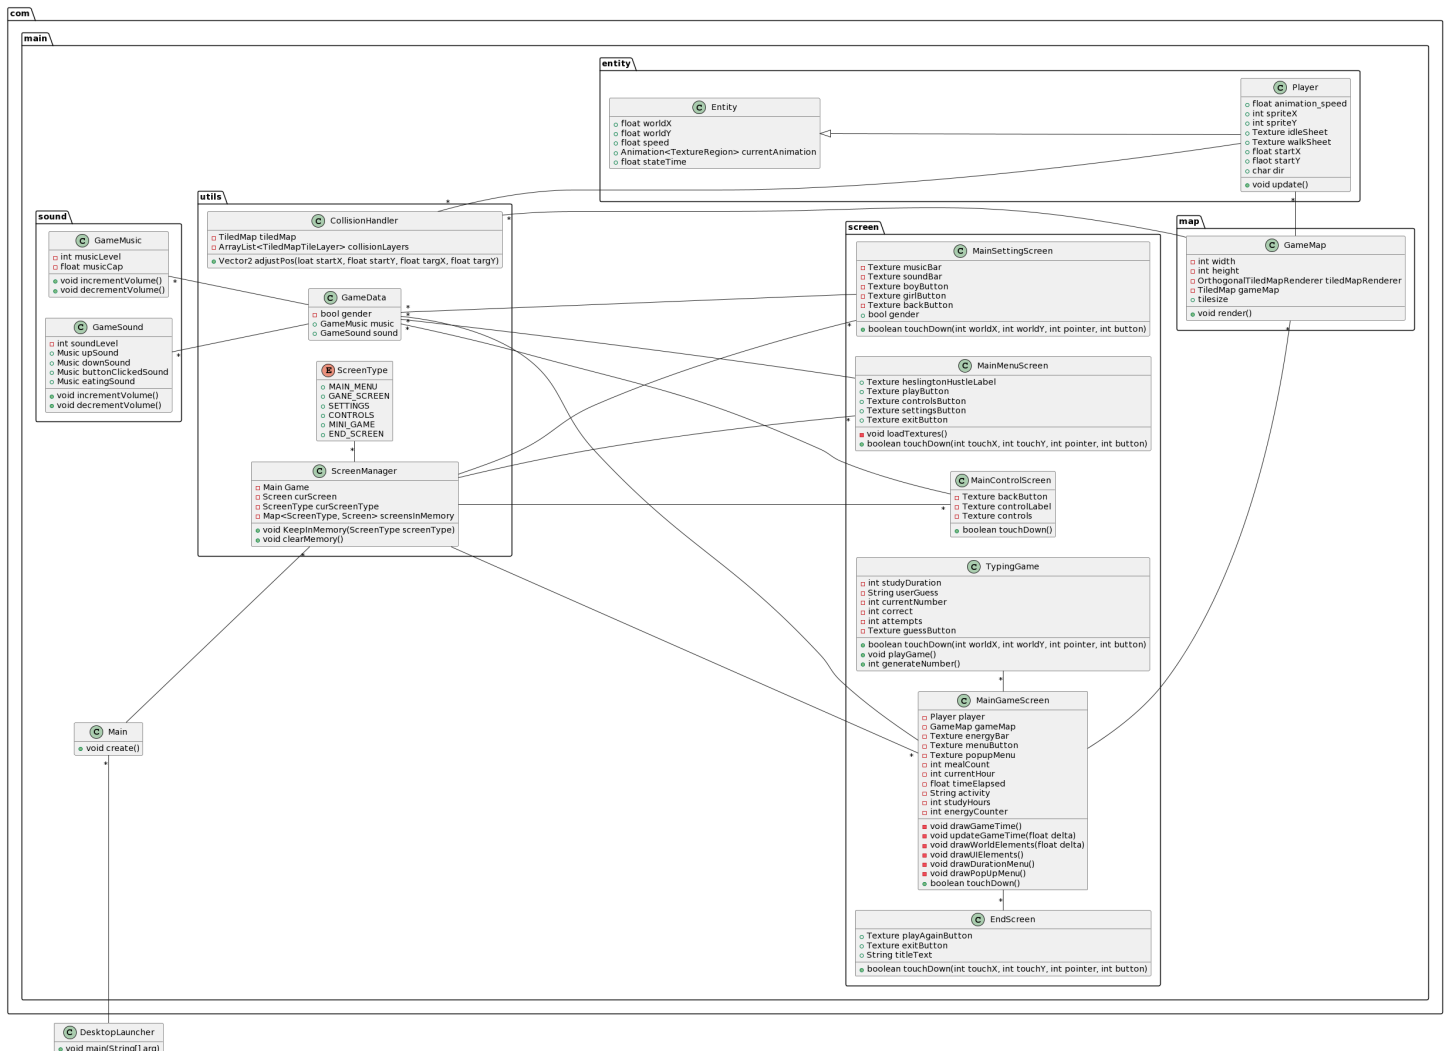 com
main
entity
C Entity
float worldX
float worldY
float speed
Animation<TextureRegion> currentAnimation
float stateTime
C Player
float animation_speed
int spriteX
int spriteY
Texture idleSheet
Texture walkSheet
float startX
flaot startY
char dir
void update()
utils
C CollisionHandler
TiledMap tiledMap
ArrayList<TiledMapTileLayer> collisionLayers
Vector2 adjustPos(loat startX, float startY, float targX, float targY)
C GameData
bool gender
GameMusic music
GameSound sound
E ScreenType
MAIN_MENU
GANE_SCREEN
SETTINGS
CONTROLS
MINI_GAME
END_SCREEN
C ScreenManager
Main Game
Screen curScreen
ScreenType curScreenType
Map<ScreenType, Screen> screensInMemory
void KeepInMemory(ScreenType screenType)
void clearMemory()
sound
C GameMusic
int musicLevel
float musicCap
void incrementVolume()
void decrementVolume()
C GameSound
int soundLevel
Music upSound
Music downSound
Music buttonClickedSound
Music eatingSound
void incrementVolume()
void decrementVolume()
screen
C MainSettingScreen
Texture musicBar
Texture soundBar
Texture boyButton
Texture girlButton
Texture backButton
bool gender
boolean touchDown(int worldX, int worldY, int pointer, int button)
C MainMenuScreen
Texture heslingtonHustleLabel
Texture playButton
Texture controlsButton
Texture settingsButton
Texture exitButton
void loadTextures()
boolean touchDown(int touchX, int touchY, int pointer, int button)
C MainControlScreen
Texture backButton
Texture controlLabel
Texture controls
boolean touchDown()
C TypingGame
int studyDuration
String userGuess
int currentNumber
int correct
int attempts
Texture guessButton
boolean touchDown(int worldX, int worldY, int pointer, int button)
void playGame()
int generateNumber()
C MainGameScreen
Player player
GameMap gameMap
Texture energyBar
Texture menuButton
Texture popupMenu
int mealCount
int currentHour
float timeElapsed
String activity
int studyHours
int energyCounter
void drawGameTime()
void updateGameTime(float delta)
void drawWorldElements(float delta)
void drawUIElements()
void drawDurationMenu()
void drawPopUpMenu()
boolean touchDown()
C EndScreen
Texture playAgainButton
Texture exitButton
String titleText
boolean touchDown(int touchX, int touchY, int pointer, int button)
map
C GameMap
int width
int height
OrthogonalTiledMapRenderer tiledMapRenderer
TiledMap gameMap
tilesize
void render()
C Main
void create()
C DesktopLauncher
void main(String[] arg)